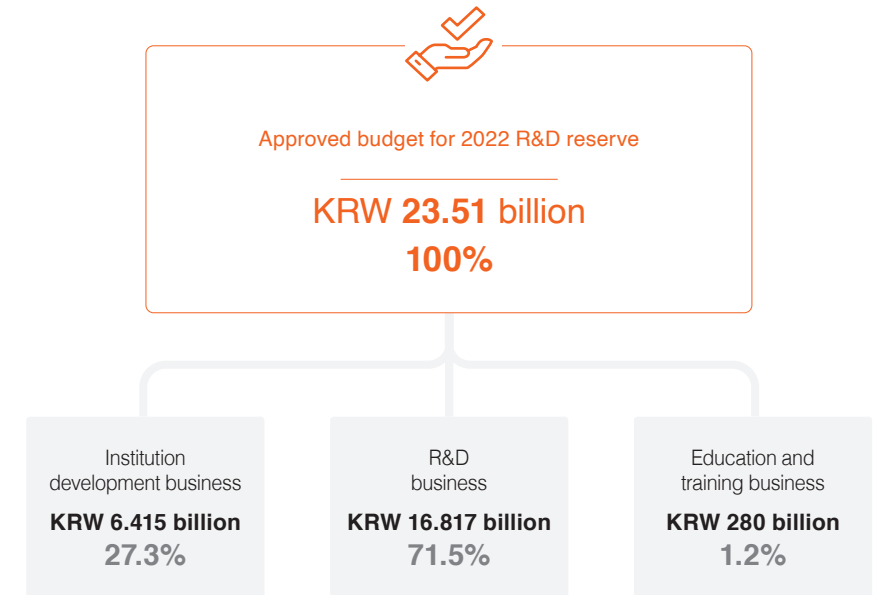 Approved budget for 2022 R&D reserve
KRW 23.51 billion
100%
Institution
development business
KRW 6.415 billion
27.3%
R&D
business
KRW 16.817 billion
71.5%
Education and
training business
KRW 280 billion
1.2%